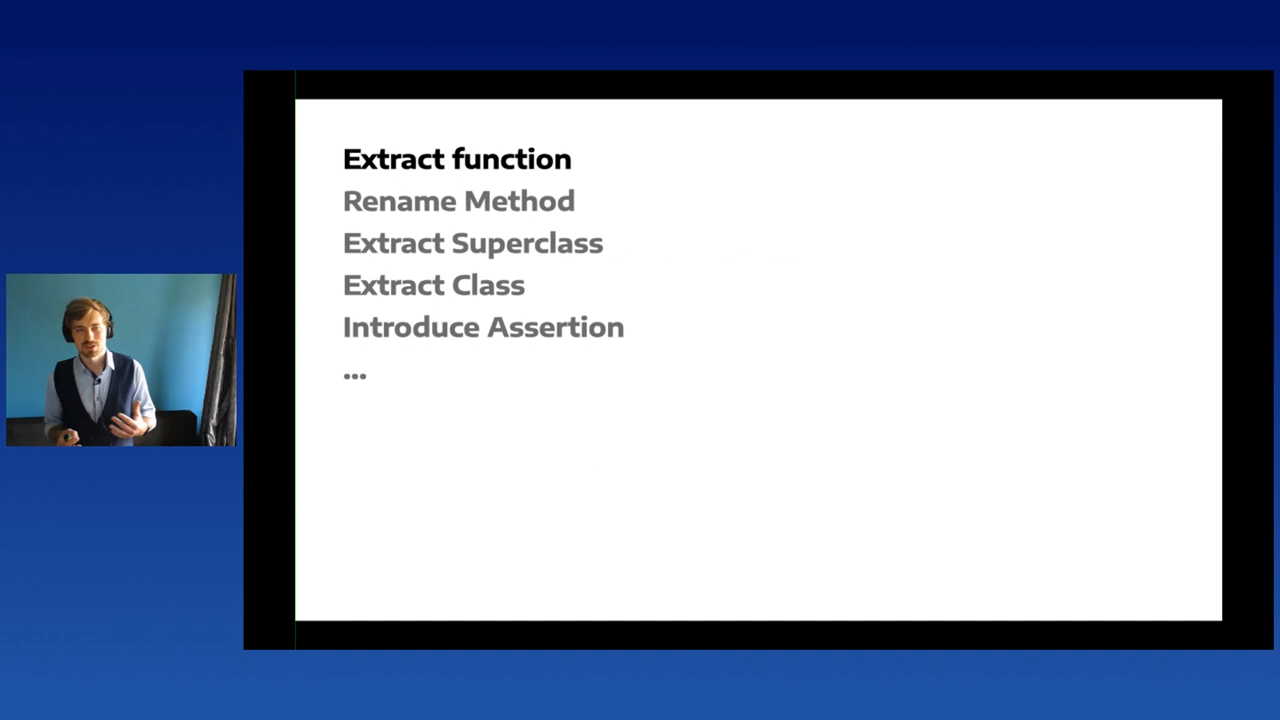 Extract function
Rename Method
Extract Superclass
Extract Class
Introduce Assertion
...